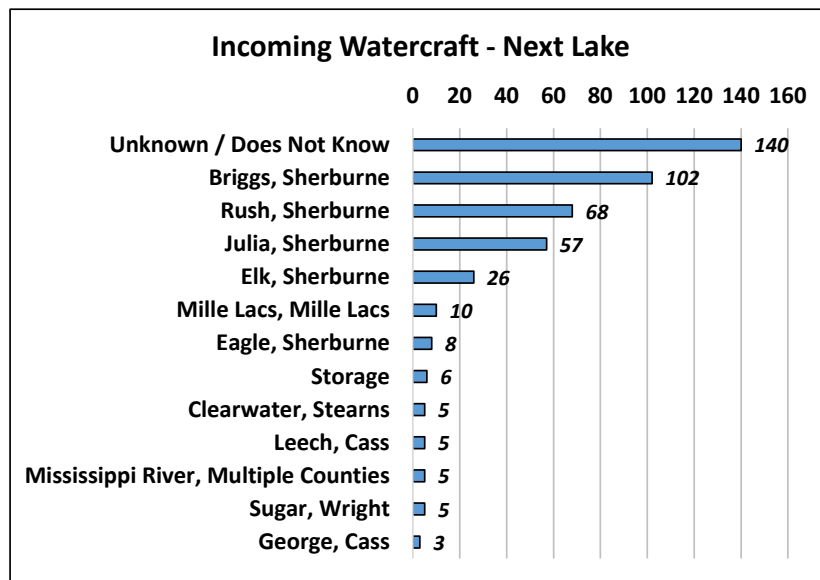 Incoming Watercraft - Next Lake
0 20 40 60 80 100 120 140 160
Unknown / Does Not Know 140
Briggs, Sherburne 102
Rush, Sherburne 68
Julia, Sherburne 57
Elk, Sherburne 26
Mille Lacs, Mille Lacs 10
Eagle, Sherburne 8
Storage 6
Clearwater, Stearns 5
Leech, Cass 5
Mississippi River, Multiple Counties 5
Sugar, Wright 5
George, Cass 3